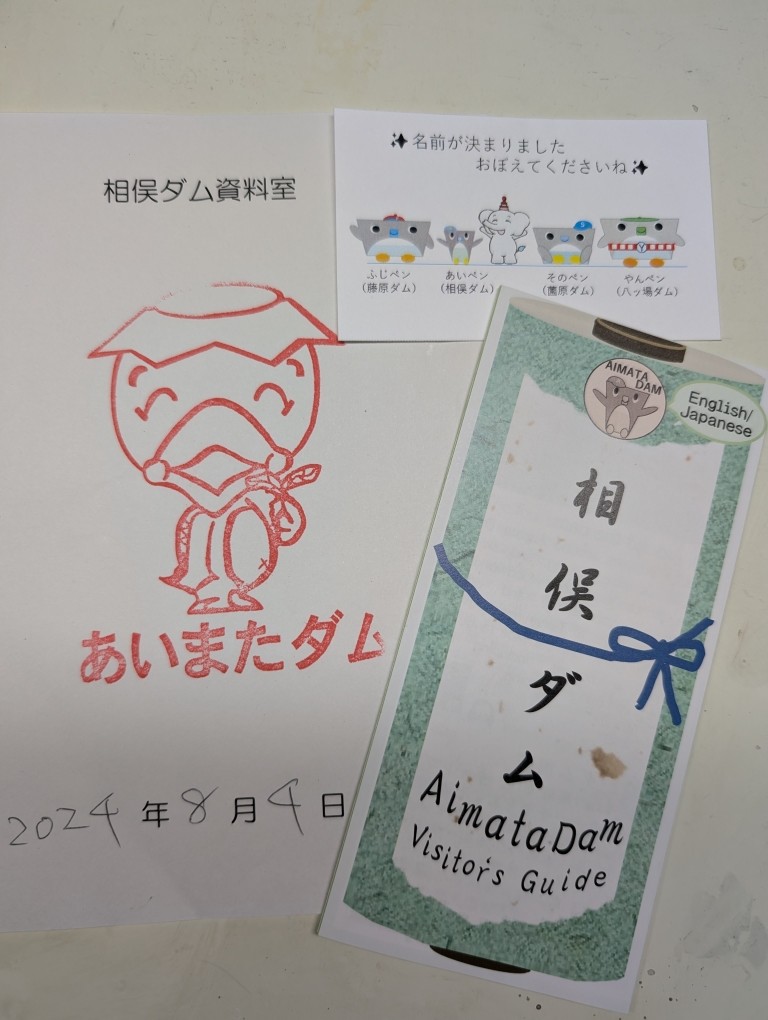 相俣ダム資料室
あいまたダム
2024年8月4日
名前が決まりました
おぼえてくださいね
ふじペン
(藤原ダム)
あいペン
(相俣ダム)
そのペン
(薗原ダム)
やんペン
(八ッ場ダム)
Y
AIMATA DAM
English/
Japanese
相俣ダム
AimataDam
Visitor's Guide